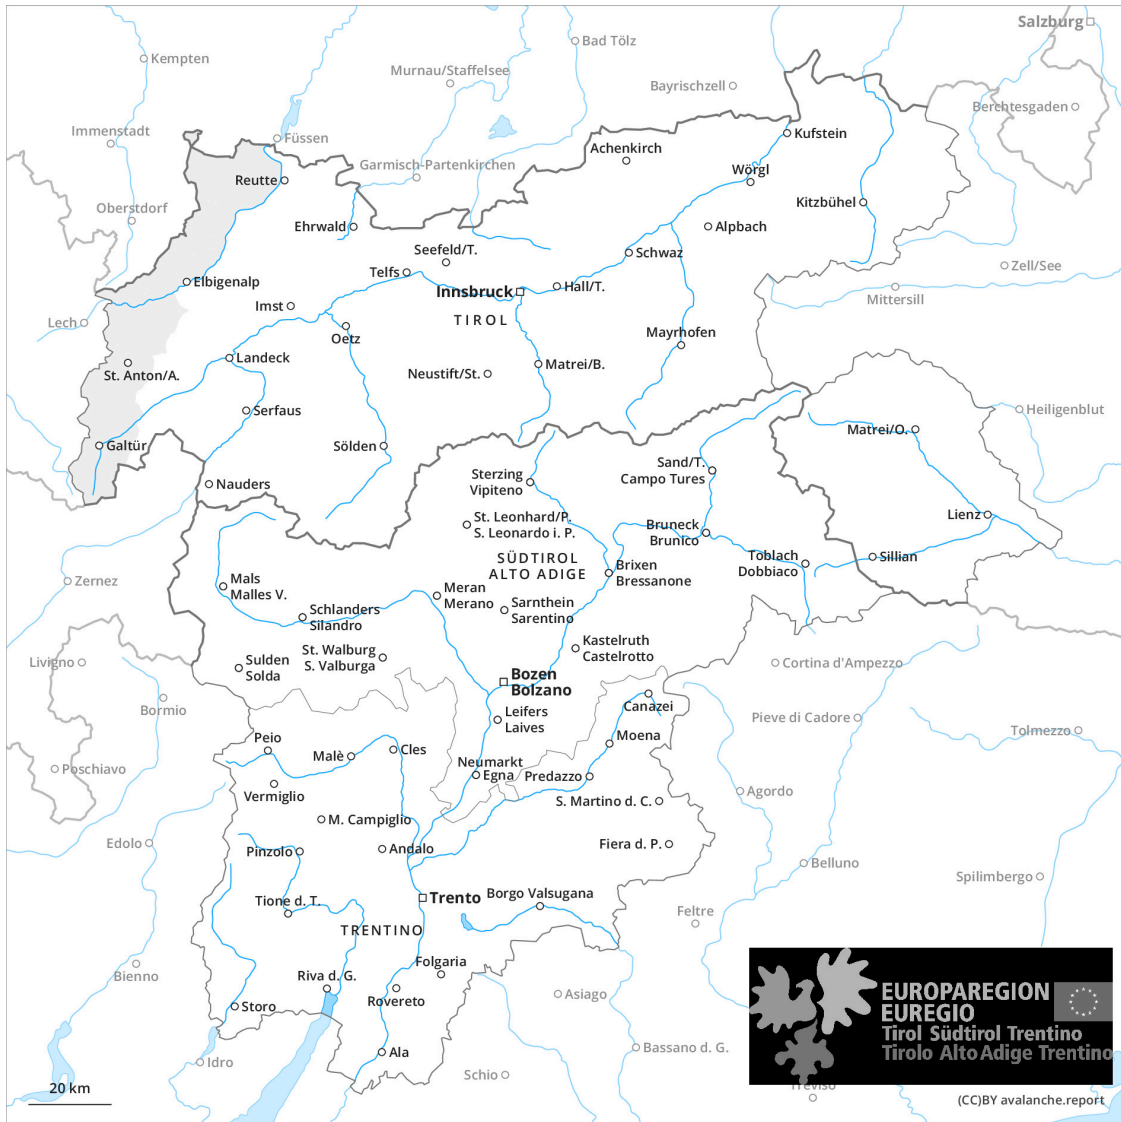 Salzburg
Bad Tölz
Kempten
Murnau/Staffelsee
Bayrischzell
Berchtesgaden
Immenstadt
Füssen
Kufstein
Achenkirch
Garmisch-Partenkirchen
Wörgl
Reutte
Oberstdorf
Kitzbühel
Ehrwald
Alpbach
Seefeld/T.
Schwaz
Zell/See
Telfs
Elbigenalp
Hall/T.
Innsbruck
Mittersill
Imst
TIROL
Lech
Oetz
Mayrhofen
Landeck
Matrei/B.
St. Anton/A.
Neustift/St.
Serfaus
Heiligenblut
Matrei/O.
Galtür
Sölden
Sand/T.
Campo Tures
Sterzing
Vipiteno
Nauders
St. Leonhard/P.
S. Leonardo i. P.
Lienz
Bruneck
Brunico
SÜDTIROL
ALTO ADIGE
Toblach
Dobbiaco
Sillian
Brixen
Bressanone
Zernez
Mals
Malles V.
Meran
Merano
Sarnthein
Sarentino
Schlanders
Silandro
Kastelruth
Castelrotto
St. Walburg
S. Valburga
Livigno
Sulden
Solda
Cortina d'Ampezzo
Bozen
Bolzano
Bormio
Canazei
Leifers
Laives
Pieve di Cadore
Tolmezzo
Peio
Moena
Cles
Malè
Neumarkt
Egna
Poschiavo
Predazzo
Vermiglio
Agordo
S. Martino d. C.
M. Campiglio
Edolo
Pinzolo
Andalo
Fiera d. P.
Belluno
Spilimbergo
Trento
Borgo Valsugana
Tione d. T.
Feltre
TRENTINO
Folgaria
Bienno
Riva d. G.
Rovereto
Asiago
Storo
EUROPAREGION
EUREGIO
Tirol Südtirol Trentino
Tirolo Alto Adige Trentino
Ala
Bassano d. G.
Idro
Schio
Treviso
20 km
(CC)BY avalanche.report